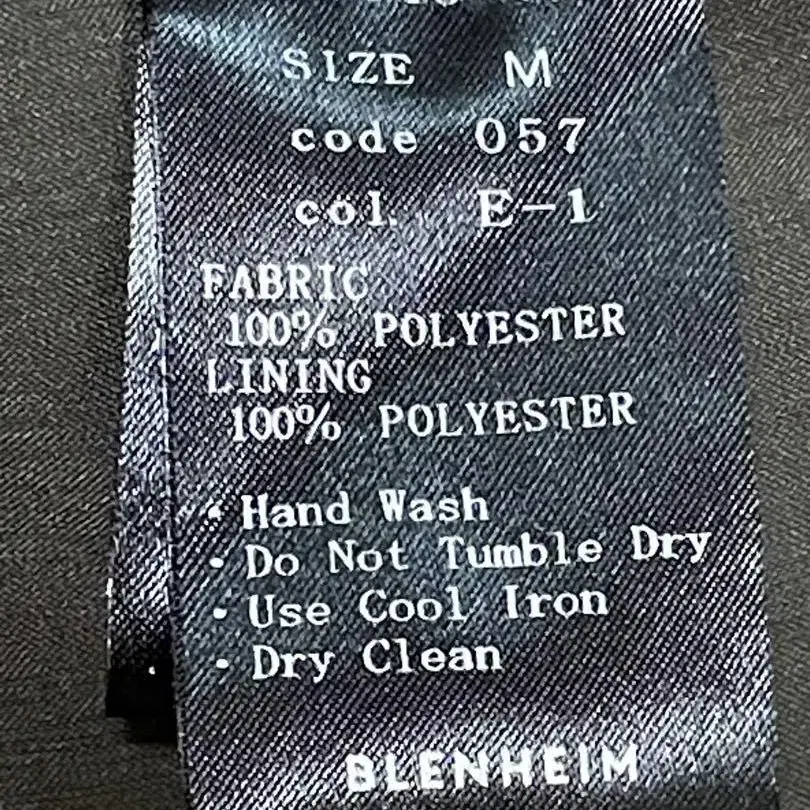 SIZE M
code 057
col. E-1
FABRIC
100% POLYESTER
LINING
100% POLYESTER
· Hand Wash
· Do Not Tumble Dry
· Use Cool Iron
· Dry Clean
BLENHEIM